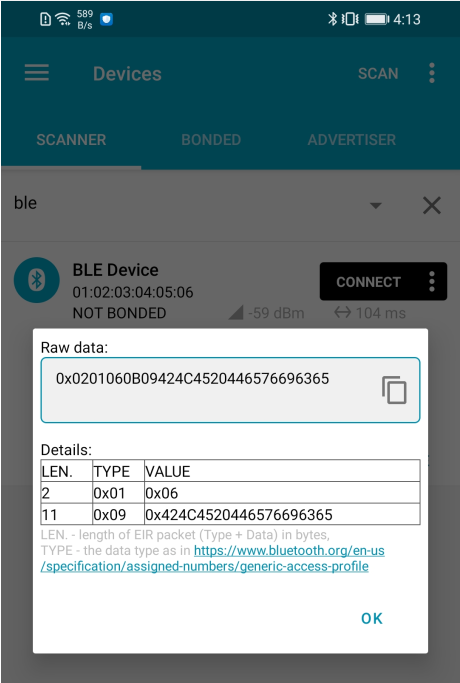 589
B/s
4:13
Devices
SCAN
SCANNER BONDED ADVERTISER
ble
BLE Device
01:02:03:04:05:06
NOT BONDED
-59 dBm
104 ms
CONNECT
Raw data:
0x0201060B09424C4520446576696365
Details:
LEN. TYPE VALUE
2 0x01 0x06
11 0x09 0x424C4520446576696365
LEN. - length of EIR packet (Type + Data) in bytes,
TYPE - the data type as in https://www.bluetooth.org/en-us
/specification/assigned-numbers/generic-access-profile
OK